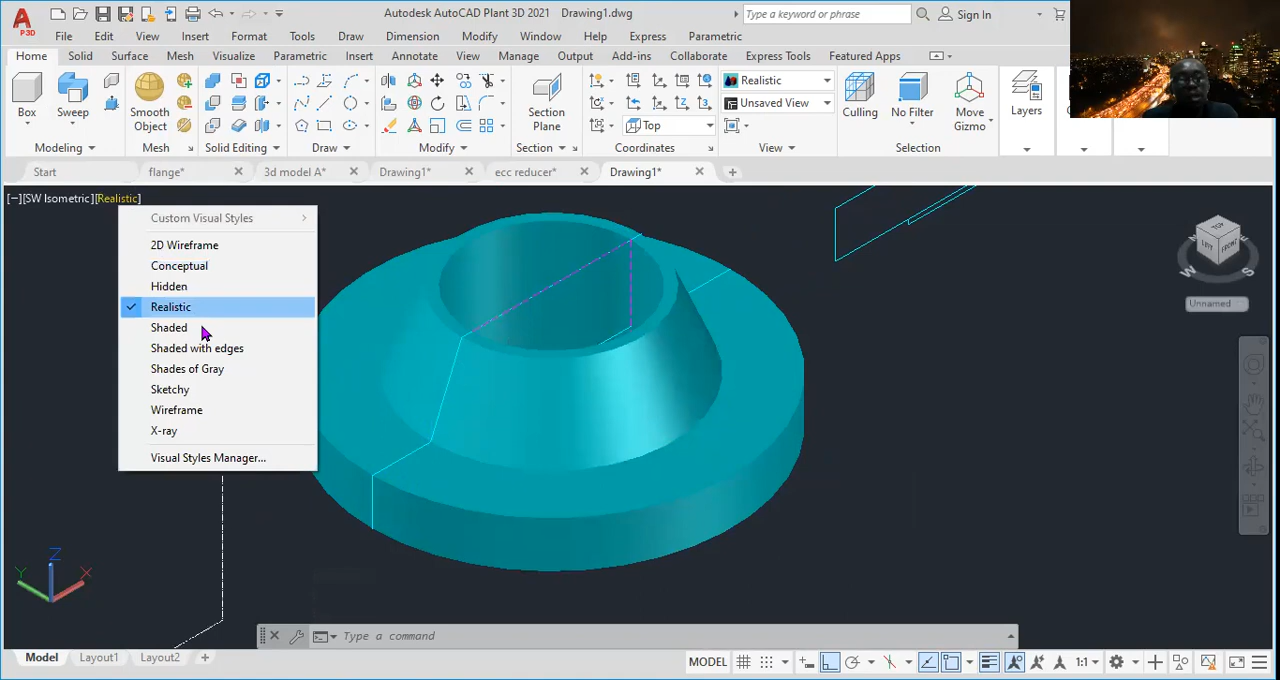 P3D
Autodesk AutoCAD Plant 3D 2021 Drawing1.dwg
Type a keyword or phrase
Sign In
File Edit View Insert Format Tools Draw Dimension Modify Window Help Express Parametric
Home Solid Surface Mesh Visualize Parametric Insert Annotate View Manage Output Add-ins Collaborate Express Tools Featured Apps
Box Sweep Smooth Object Section Plane Realistic Unsaved View Top Culling No Filter Move Gizmo Layers
Modeling Mesh Solid Editing Draw Modify Section Coordinates View Selection
Start flange* 3d model A* Drawing1* ecc reducer* Drawing1*
[−][SW Isometric][Realistic]
Custom Visual Styles
2D Wireframe
Conceptual
Hidden
Realistic
Shaded
Shaded with edges
Shades of Gray
Sketchy
Wireframe
X-ray
Visual Styles Manager...
TOP
LEFT FRONT
W S
Unnamed
Y Z X
Type a command
Model Layout1 Layout2
MODEL 1:1